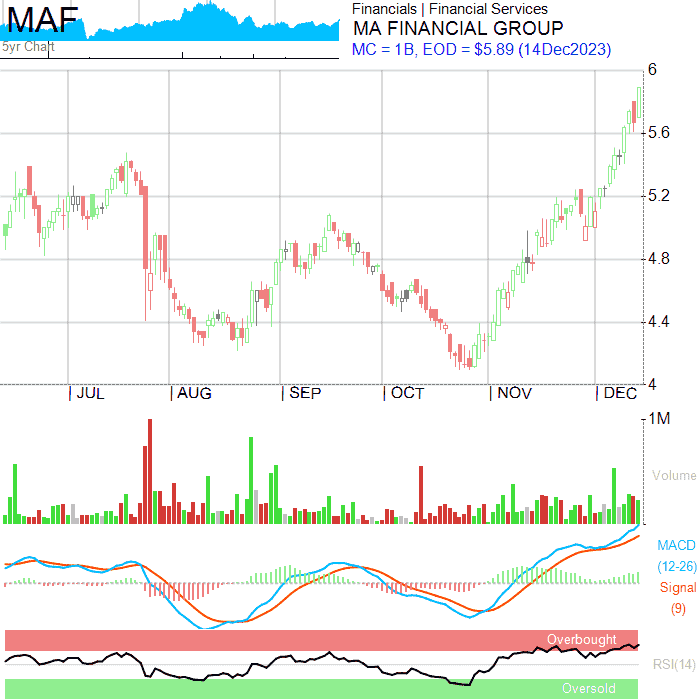 MAF
5yr Chart
Financials | Financial Services
MA FINANCIAL GROUP
MC = 1B, EOD = $5.89 (14Dec2023)
6
5.6
5.2
4.8
4.4
4
| JUL | AUG | SEP | OCT | NOV | DEC
1M
Volume
MACD
(12-26)
Signal
(9)
Overbought
RSI(14)
Oversold